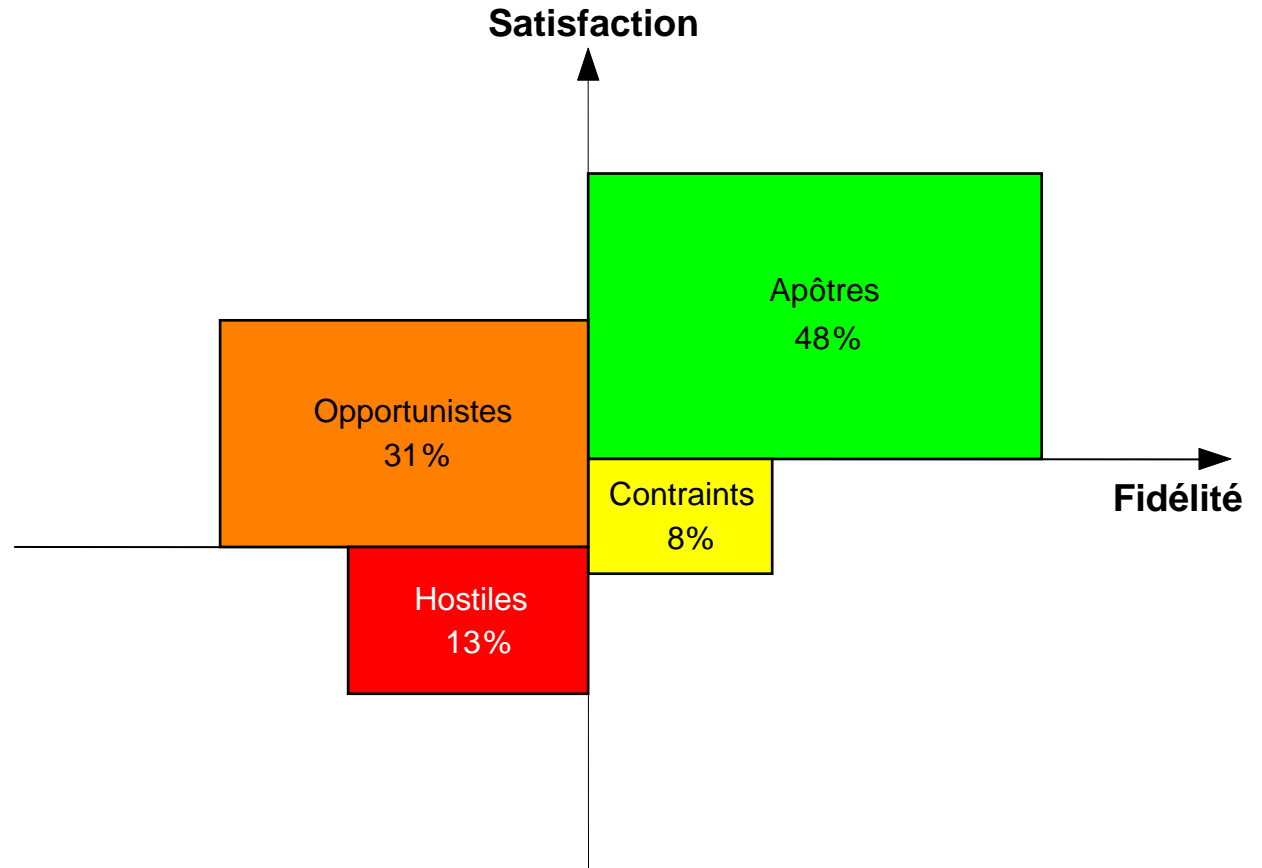 Satisfaction
Apôtres
48%
Opportunistes
31%
Fidélité
Contraints
8%
Hostiles
13%